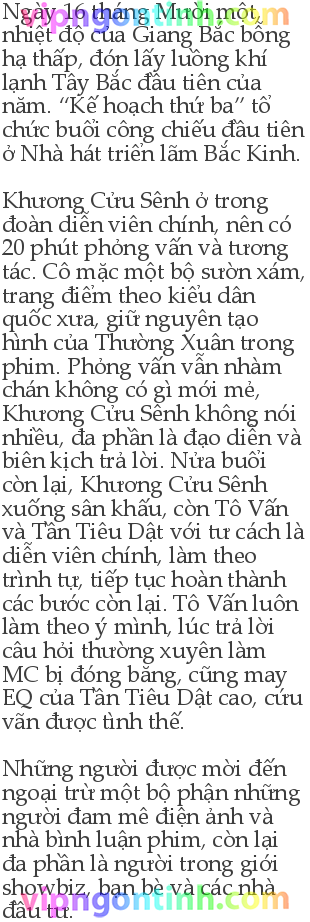 Ngày 16 tháng Mười một,
nhiệt độ của Giang Bắc bỗng
hạ thấp, đón lấy luồng khí
lạnh Tây Bắc đầu tiên của
năm. “Kế hoạch thứ ba” tổ
chức buổi công chiếu đầu tiên
ở Nhà hát triển lãm Bắc Kinh.
Khương Cửu Sênh ở trong
đoàn diễn viên chính, nên có
20 phút phỏng vấn và tương
tác. Cô mặc một bộ sườn xám,
trang điểm theo kiểu dân
quốc xưa, giữ nguyên tạo
hình của Thường Xuân trong
phim. Phỏng vấn vẫn nhàm
chán không có gì mới mẻ,
Khương Cửu Sênh không nói
nhiều, đa phần là đạo diễn và
biên kịch trả lời. Nửa buổi
còn lại, Khương Cửu Sênh
xuống sân khấu, còn Tô Vấn
và Tần Tiêu Dật với tư cách là
diễn viên chính, làm theo
trình tự, tiếp tục hoàn thành
các bước còn lại. Tô Vấn luôn
làm theo ý mình, lúc trả lời
câu hỏi thường xuyên làm
MC bị đóng băng, cũng may
EQ của Tần Tiêu Dật cao, cứu
vãn được tình thế.
Những người được mời đến
ngoại trừ một bộ phận những
người đam mê điện ảnh và
nhà bình luận phim, còn lại
đa phần là người trong giới
showbiz, bạn bè và các nhà
đầu tư.
vipngontinh.com
vipngontinh.com